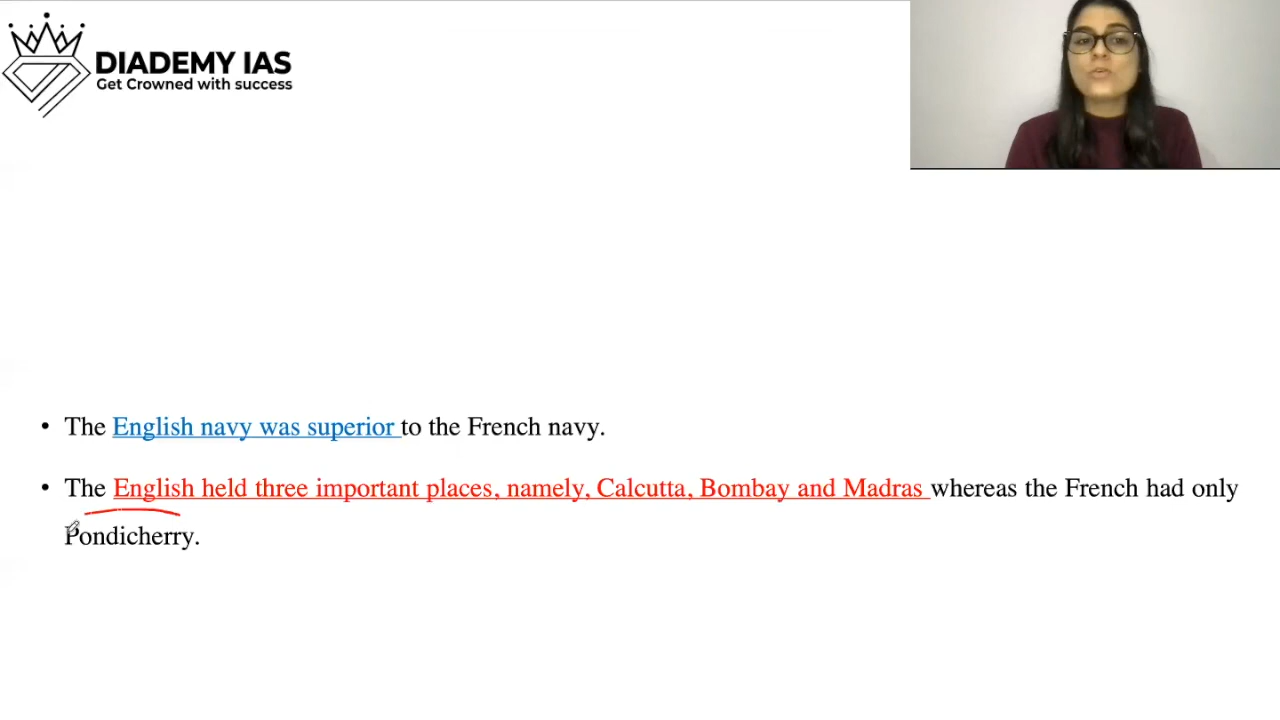 DIADEMY IAS
Get Crowned with success
• The English navy was superior to the French navy.
• The English held three important places, namely, Calcutta, Bombay and Madras whereas the French had only
Pondicherry.